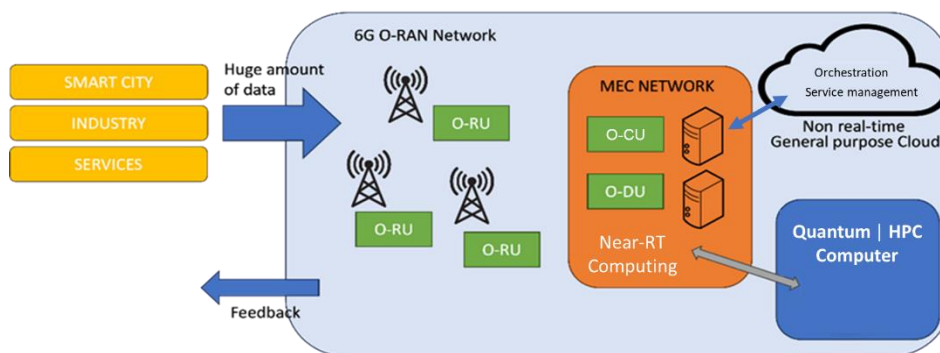 SMART CITY
INDUSTRY
SERVICES
Huge amount
of data
Feedback
6G O-RAN Network
O-RU
O-RU
O-RU
MEC NETWORK
O-CU
O-DU
Near-RT
Computing
Orchestration
Service management
Non real-time
General purpose Cloud
Quantum | HPC
Computer